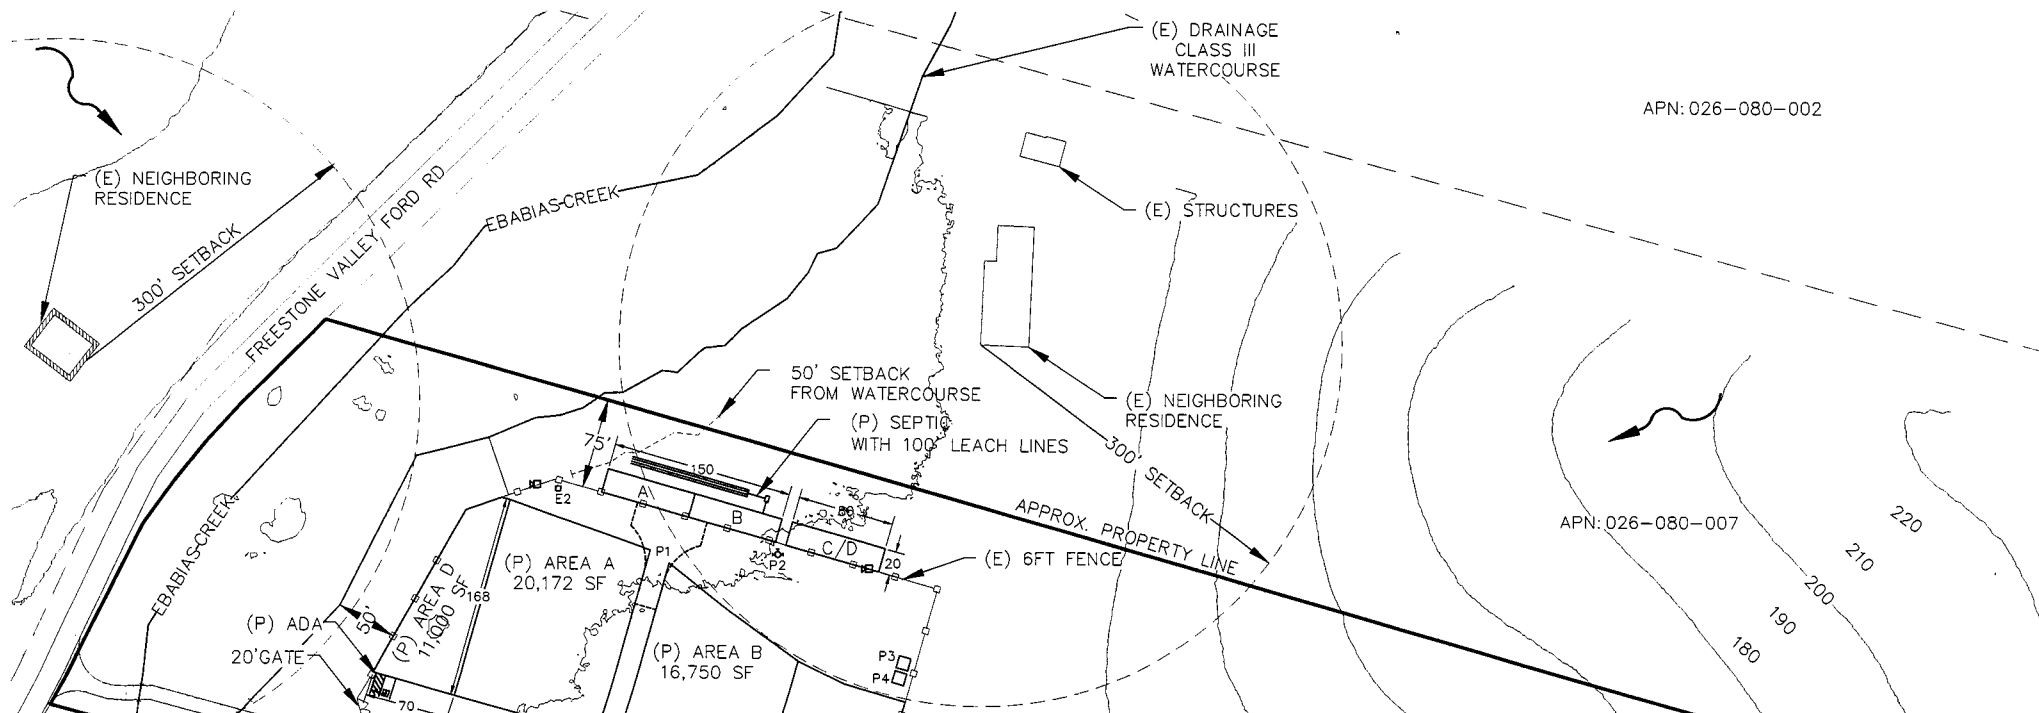 (E) DRAINAGE
CLASS III
WATERCOURSE
APN: 026-080-002
(E) NEIGHBORING
RESIDENCE
300' SETBACK
FREESTONE VALLEY FORD RD
EBABIAS CREEK
(E) STRUCTURES
50' SETBACK
FROM WATERCOURSE
(P) SEPTIC
WITH 100' LEACH LINES
(E) NEIGHBORING
RESIDENCE
300' SETBACK
75'
150
80
A
B
C/D
20
E2
P1
P2
(E) 6FT FENCE
APPROX. PROPERTY LINE
APN: 026-080-007
220
210
200
190
180
EBABIAS CREEK
EBABIAS CREEK
(P) AREA A
20,172 SF
(P) AREA D
11,000 SF
168
50'
(P) ADA
20' GATE
(P) AREA B
16,750 SF
P3
P4
70